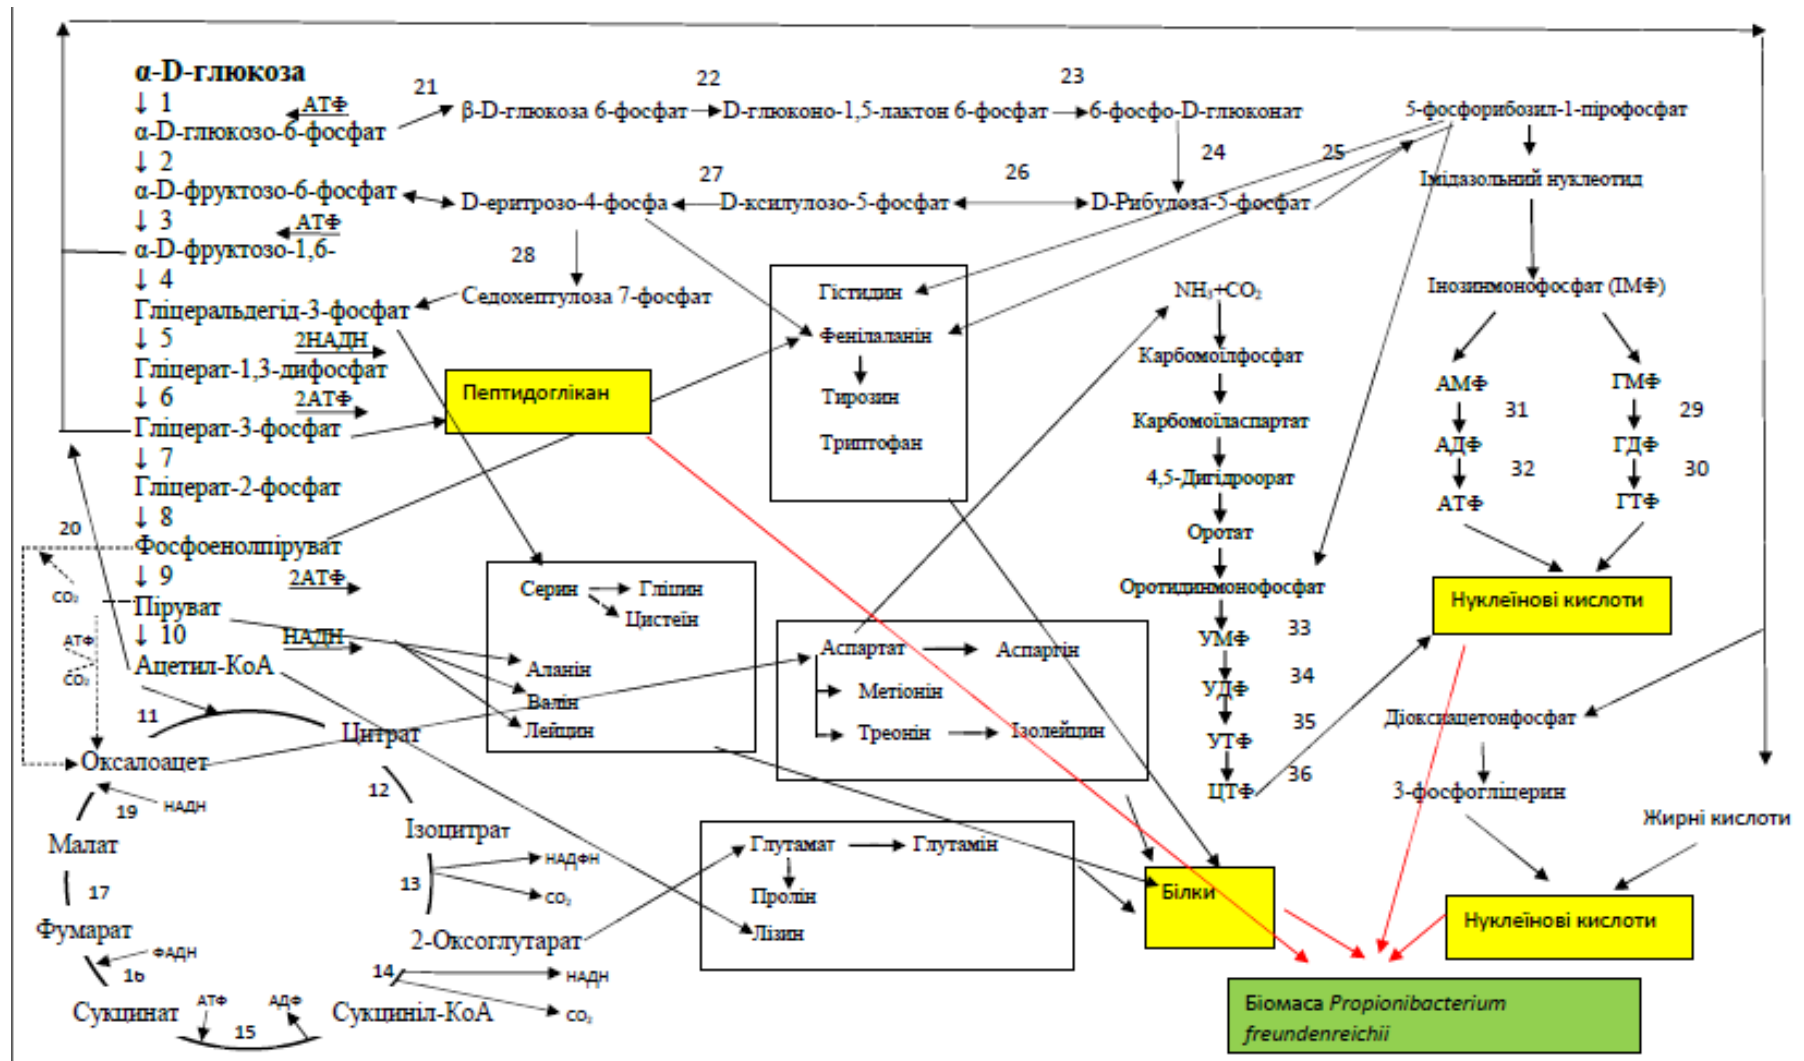 α-D-глюкоза
↓ 1
АТФ
α-D-глюкозо-6-фосфат
↓ 2
α-D-фруктозо-6-фосфат
↓ 3
АТФ
α-D-фруктозо-1,6-
↓ 4
Гліцеральдегід-3-фосфат
↓ 5
2НАДН
Гліцерат-1,3-дифосфат
↓ 6
2АТФ
Гліцерат-3-фосфат
↓ 7
Гліцерат-2-фосфат
↓ 8
20
Фосфоенолпіруват
↓ 9
2АТФ
CO₂
Піруват
↓ 10
НАДН
АТФ
CO₂
Ацетил-КоА
21
22
23
β-D-глюкоза 6-фосфат
D-глюконо-1,5-лактон 6-фосфат
6-фосфо-D-глюконат
24
25
26
27
D-еритрозо-4-фосфа
D-ксилулозо-5-фосфат
D-Рибулоза-5-фосфат
28
Седохептулоза 7-фосфат
5-фосфорибозил-1-пірофосфат
Імідазольний нуклеотид
Інозинмонофосфат (ІМФ)
АМФ
ГМФ
31
29
АДФ
ГДФ
32
30
АТФ
ГТФ
Нуклеїнові кислоти
Гістидин
Фенілаланін
Тирозин
Триптофан
Пептидоглікан
NH₃+CO₂
Карбомоїлфосфат
Карбомоїласпартат
4,5-Дигідроорат
Оротат
Оротидинмонофосфат
33
УМФ
34
УДФ
35
УТФ
36
ЦТФ
Серин
Гліцин
Цистеїн
Аланін
Валін
Лейцин
Аспартат
Аспаргін
Метіонін
Треонін
Ізолейцин
Глутамат
Глутамін
Пролін
Лізин
Діоксиацетонфосфат
3-фосфогліцерин
Жирні кислоти
Нуклеїнові кислоти
Білки
Біомаса Propionibacterium
freundenreichii
11
Цитрат
Оксалоацет
12
19
НАДН
Ізоцитрат
Малат
НАДФН
13
CO₂
17
Фумарат
2-Оксоглутарат
ФАДН
16
14
НАДН
Сукцинат
АТФ
АДФ
Сукциніл-КоА
CO₂
15